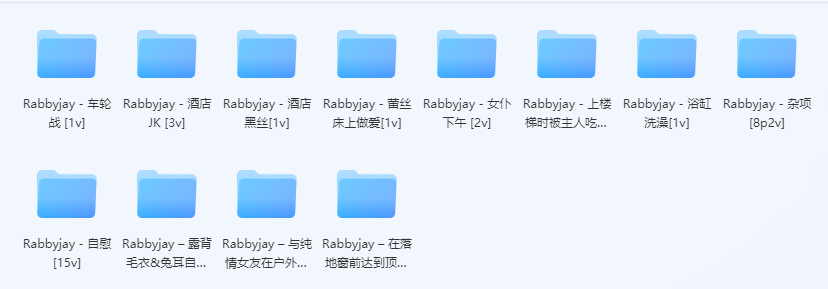 Rabbyjay - 车轮
战 [1v]
Rabbyjay - 酒店
JK [3v]
Rabbyjay - 酒店
黑丝[1v]
Rabbyjay - 蕾丝
床上做爱[1v]
Rabbyjay - 女仆
下午 [2v]
Rabbyjay - 上楼
梯时被主人吃...
Rabbyjay - 浴缸
洗澡[1v]
Rabbyjay - 杂项
[8p2v]
Rabbyjay - 自慰
[15v]
Rabbyjay – 露背
毛衣&兔耳自...
Rabbyjay – 与纯
情女友在户外...
Rabbyjay – 在落
地窗前达到顶...